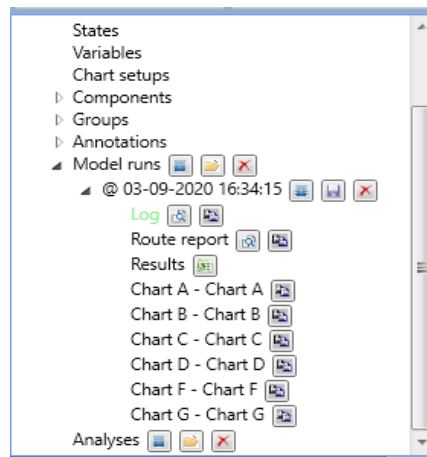 States
Variables
Chart setups
Components
Groups
Annotations
Model runs
@ 03-09-2020 16:34:15
Log
Route report
Results
Chart A - Chart A
Chart B - Chart B
Chart C - Chart C
Chart D - Chart D
Chart F - Chart F
Chart G - Chart G
Analyses